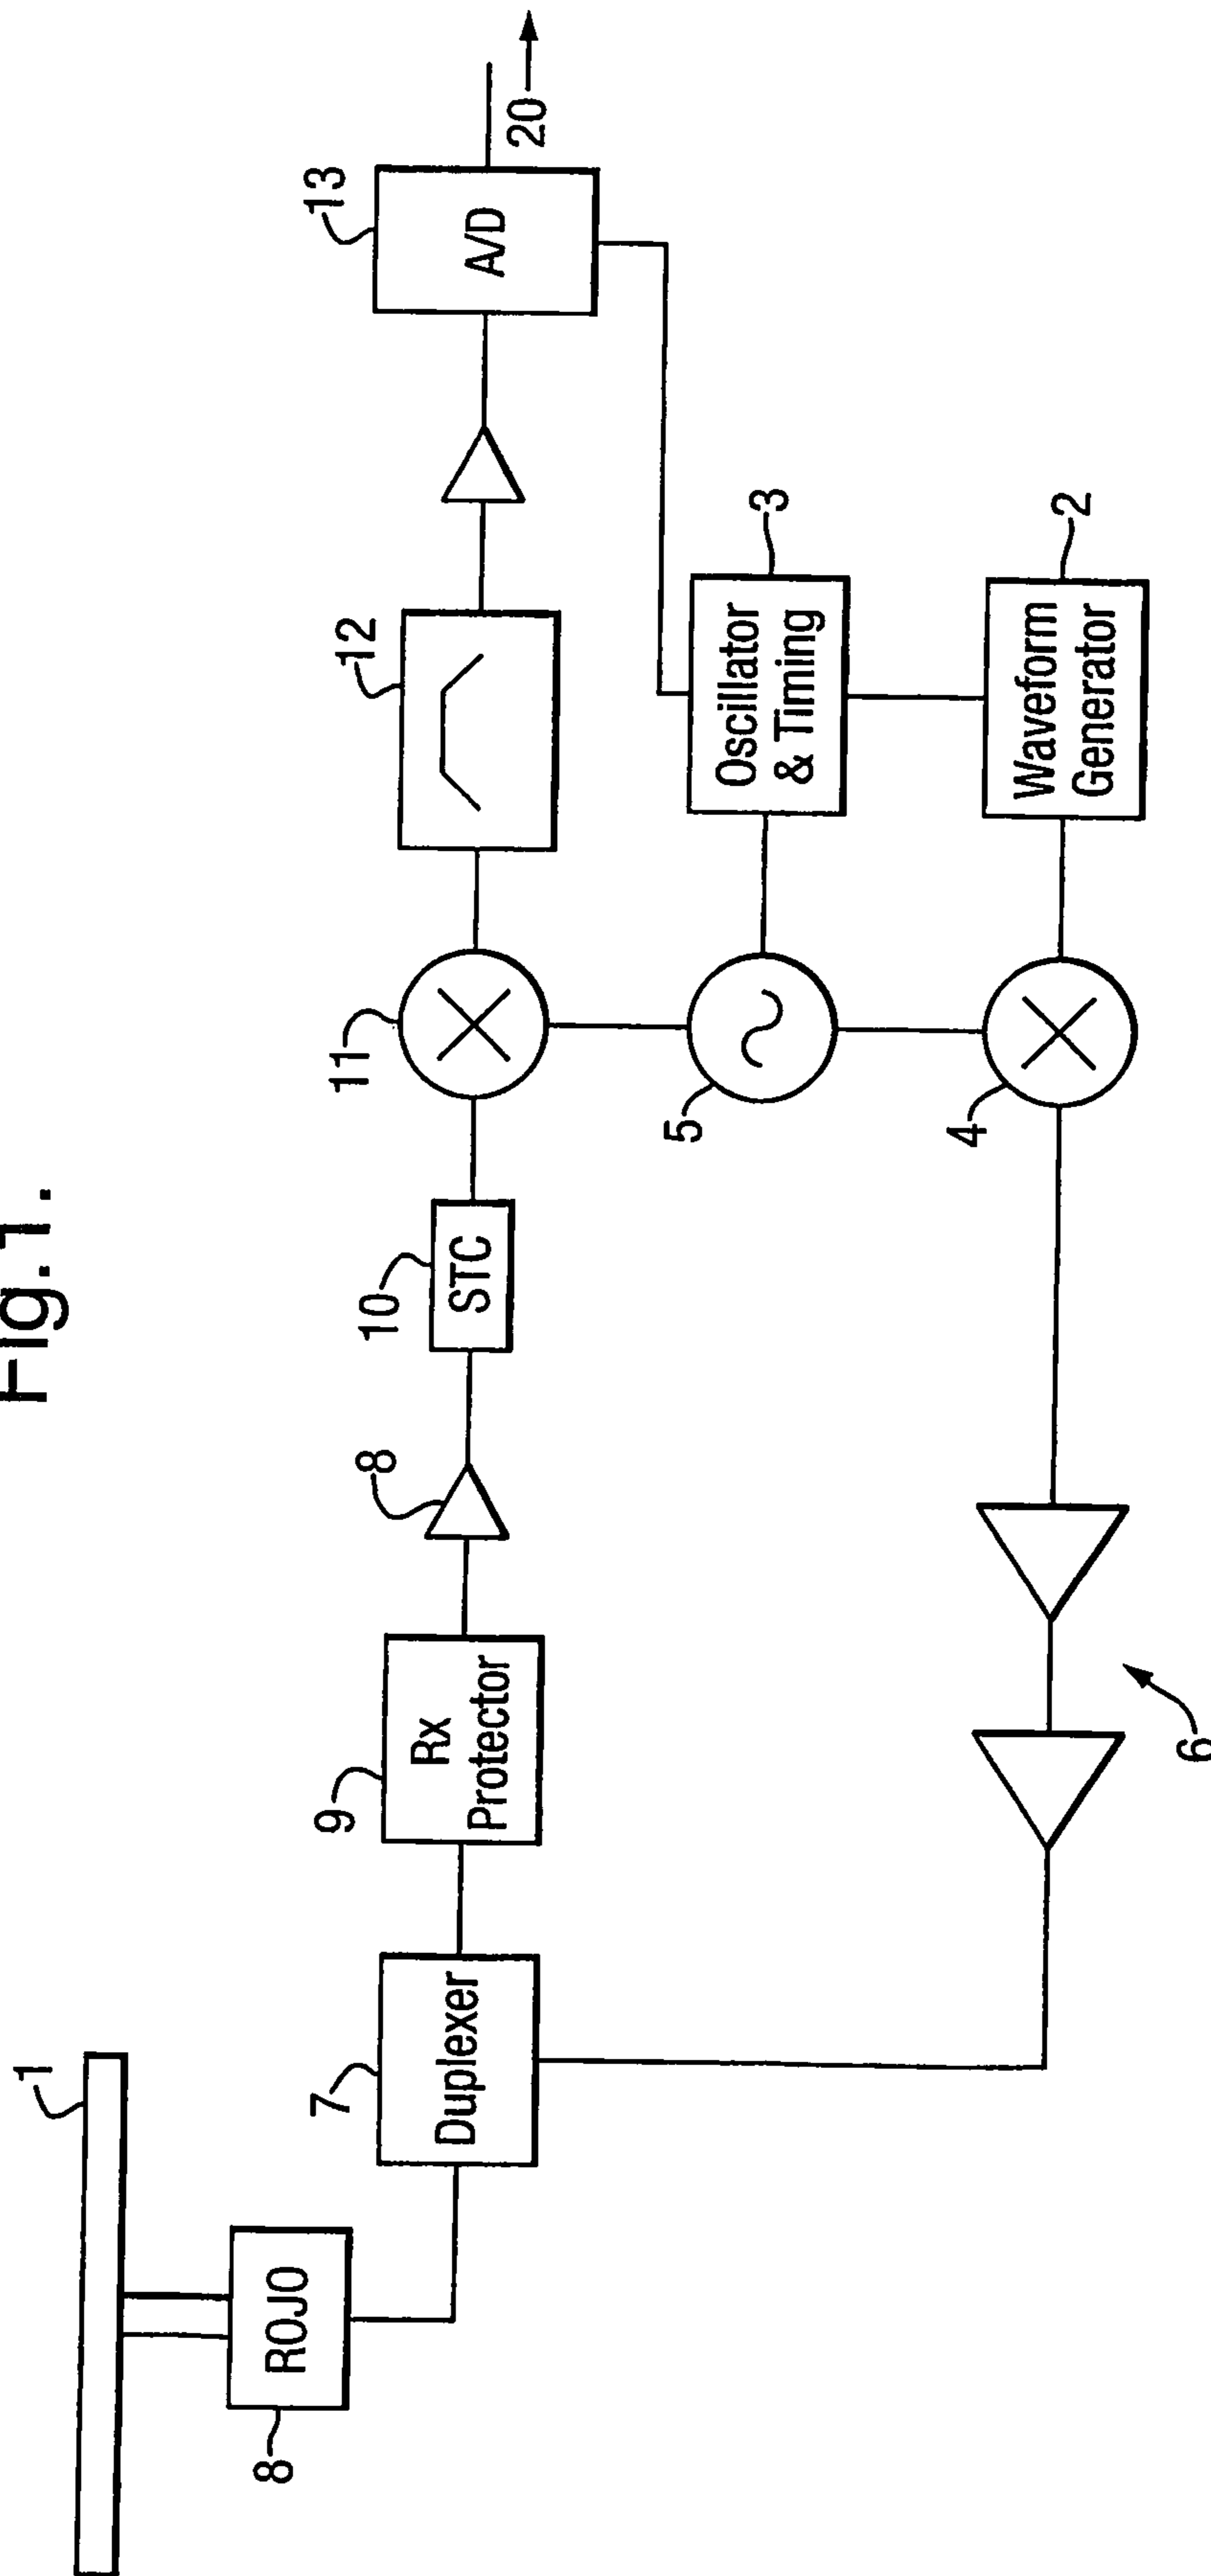 Fig.1.
1
ROJO
8
7
Duplexer
9
Rx
Protector
8
10
STC
11
12
13
A/D
20
5
3
Oscillator
& Timing
4
2
Waveform
Generator
6